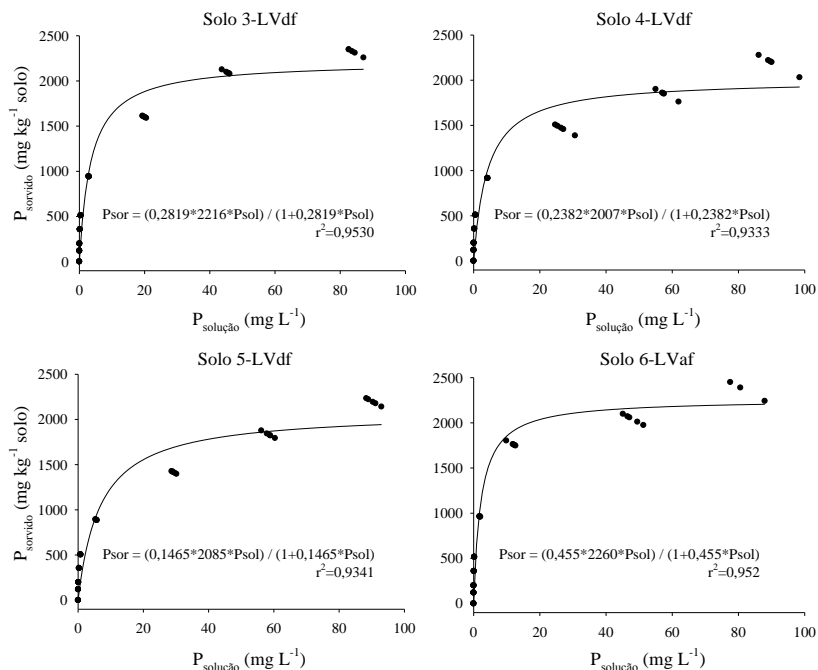 Solo 3-LVdf
P_sorvido (mg kg⁻¹ solo)
2500
2000
1500
1000
500
0
Psor = (0,2819*2216*Psol) / (1+0,2819*Psol)
r²=0,9530
0 20 40 60 80 100
P_solução (mg L⁻¹)
Solo 4-LVdf
2500
2000
1500
1000
500
0
Psor = (0,2382*2007*Psol) / (1+0,2382*Psol)
r²=0,9333
0 20 40 60 80 100
P_solução (mg L⁻¹)
Solo 5-LVdf
P_sorvido (mg kg⁻¹ solo)
2500
2000
1500
1000
500
0
Psor = (0,1465*2085*Psol) / (1+0,1465*Psol)
r²=0,9341
0 20 40 60 80 100
P_solução (mg L⁻¹)
Solo 6-LVaf
2500
2000
1500
1000
500
0
Psor = (0,455*2260*Psol) / (1+0,455*Psol)
r²=0,952
0 20 40 60 80 100
P_solução (mg L⁻¹)